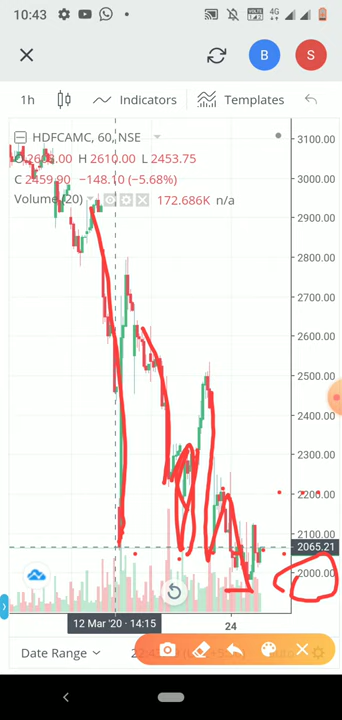 10:43
4G
B
S
1h
Indicators
Templates
HDFCAMC, 60, NSE
H 2610.00 L 2453.75
C 2459.90 −148.10 (−5.68%)
Volume (20) 172.686K n/a
3100.00
3000.00
2900.00
2800.00
2700.00
2600.00
2500.00
2400.00
2300.00
2200.00
2100.00
2065.21
2000.00
12 Mar '20 - 14:15
24
Date Range